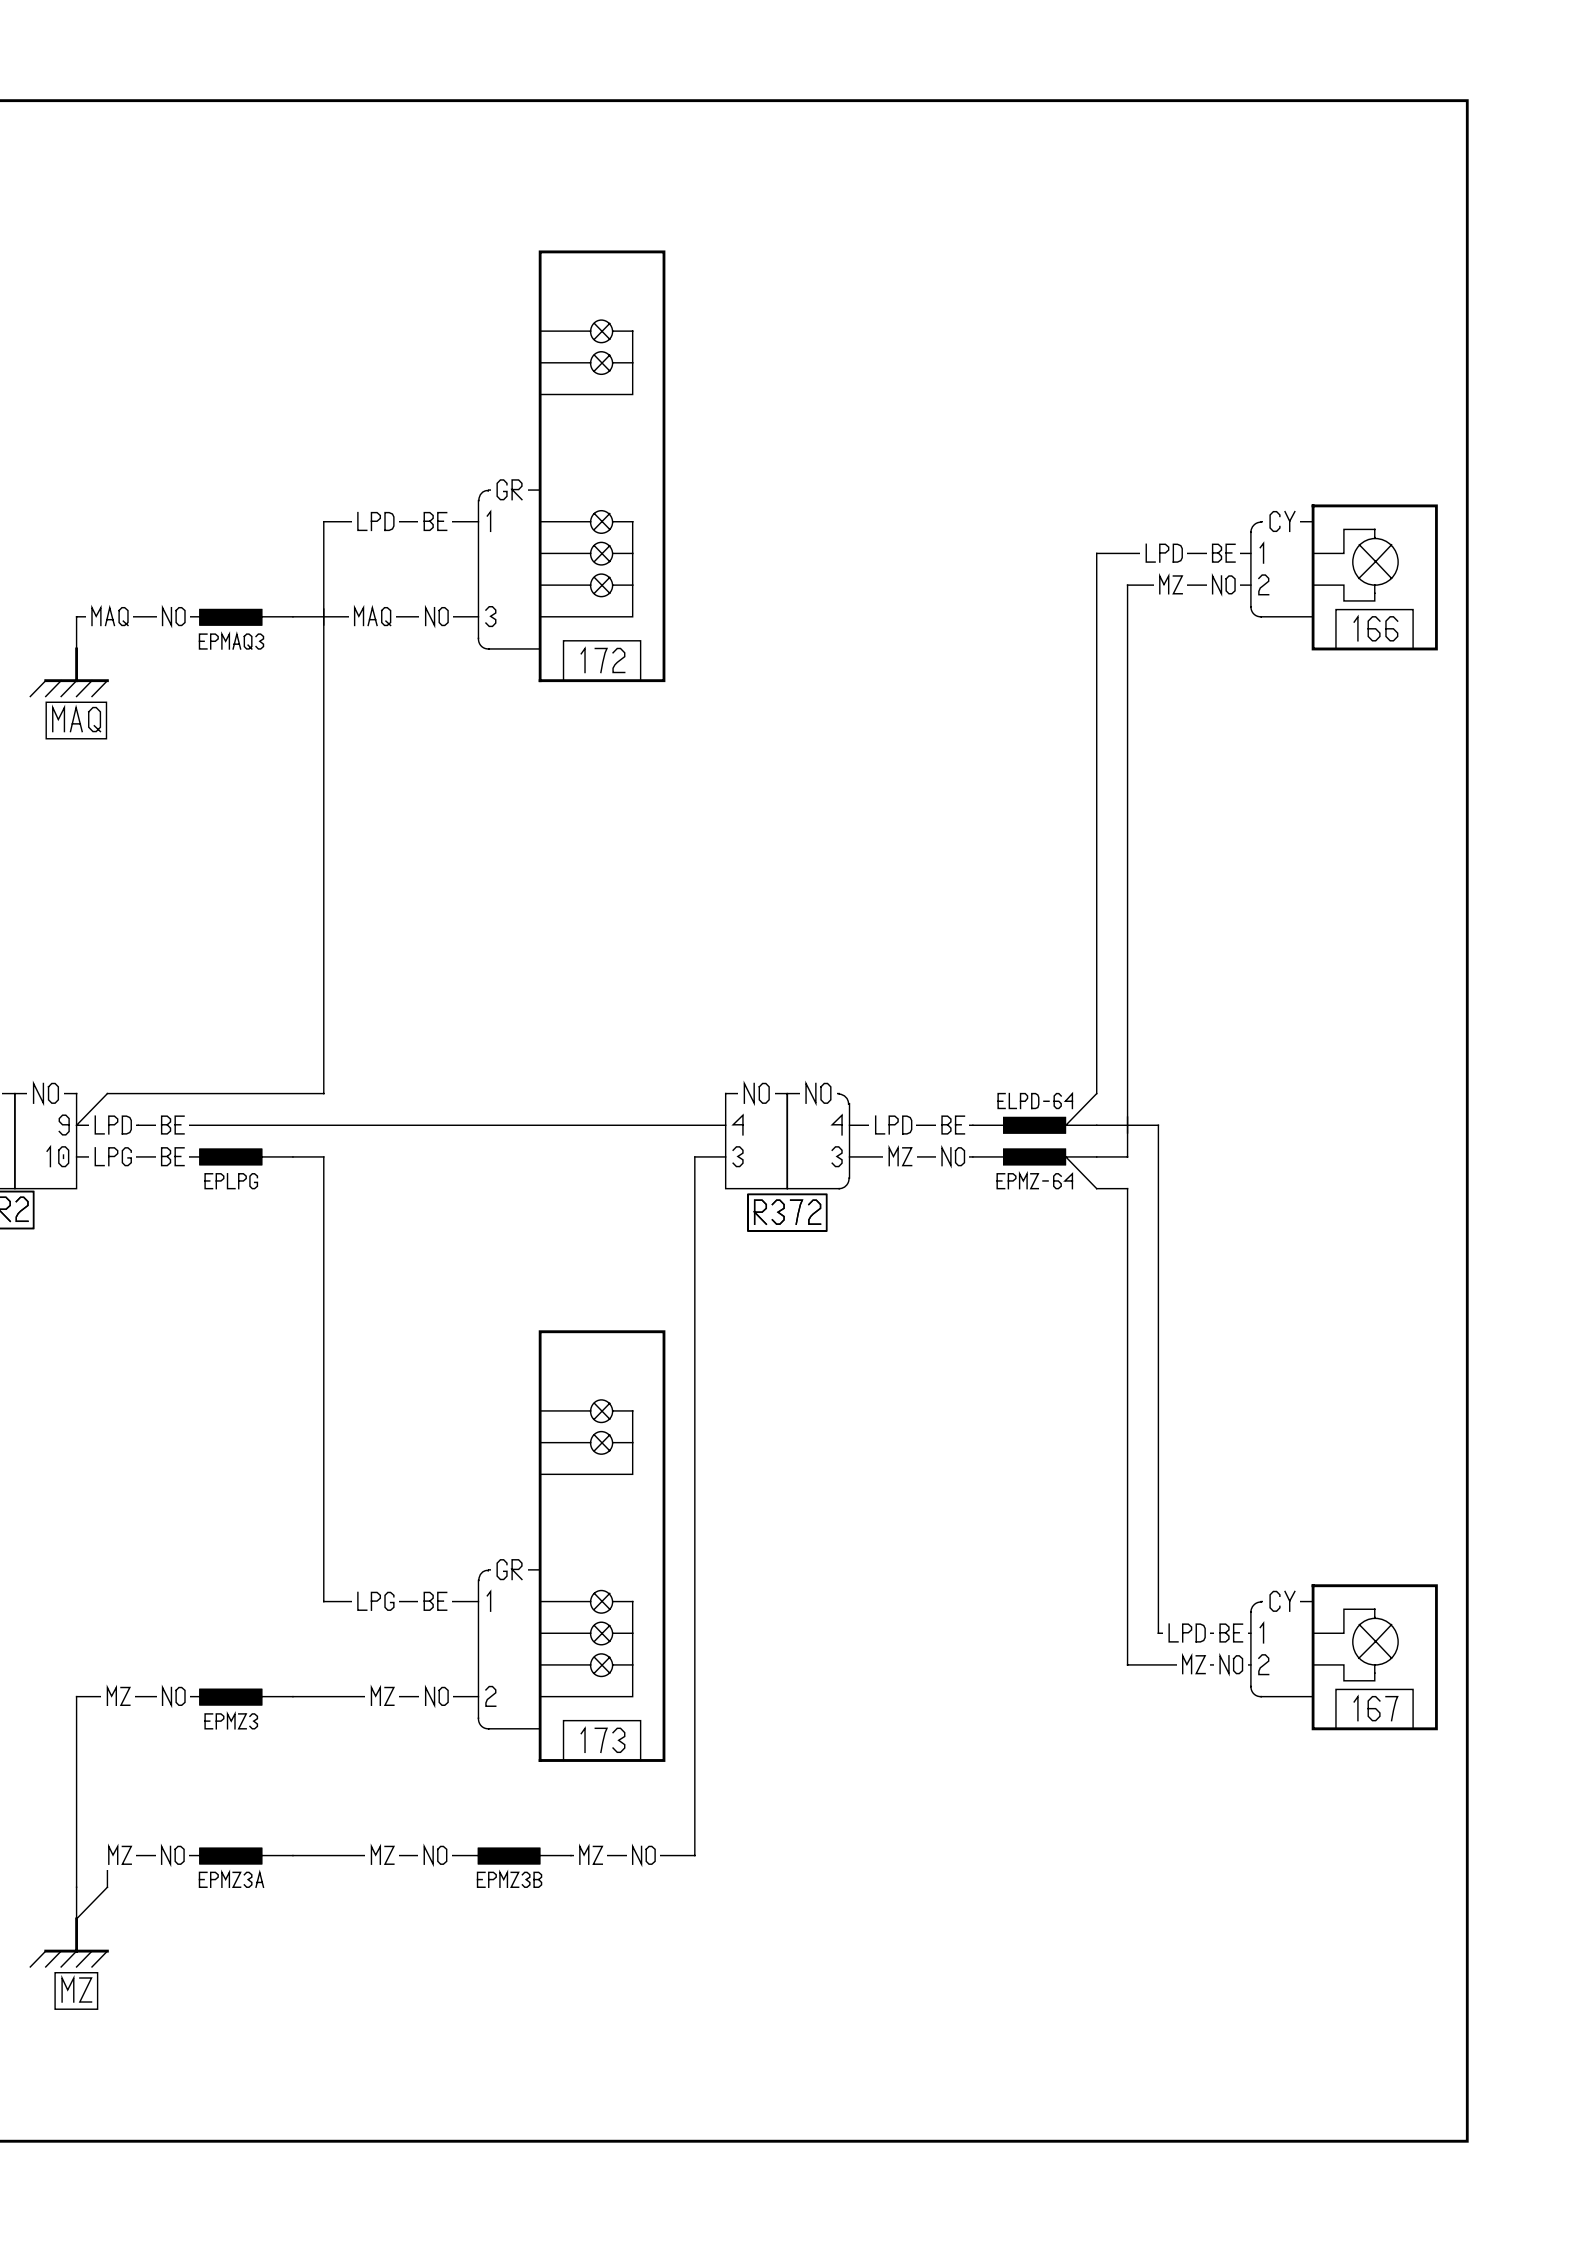 GR
LPD BE 1
CY
LPD BE 1
MZ NO 2
MAQ NO MAQ NO 3
EPMAQ3
172
166
MAQ
NO NO NO
ELPD-64
9 LPD BE 4 4 LPD BE
10 LPG BE 3 3 MZ NO
EPLPG EPMZ-64
R2 R372
GR
LPG BE 1
CY
LPD BE 1
MZ NO 2
MZ NO MZ NO 2
EPMZ3
173
167
MZ NO MZ NO MZ NO
EPMZ3A EPMZ3B
MZ